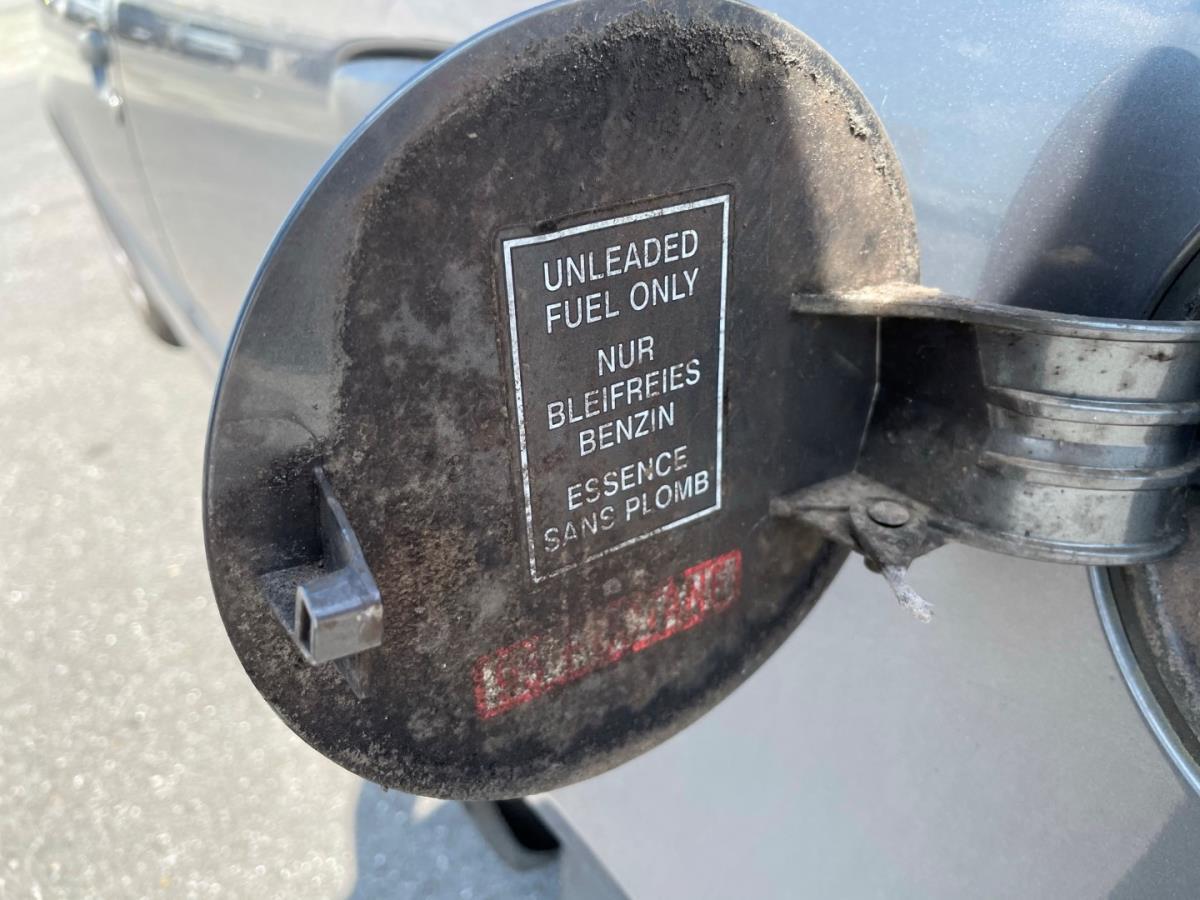 UNLEADED
FUEL ONLY
NUR
BLEIFREIES
BENZIN
ESSENCE
SANS PLOMB